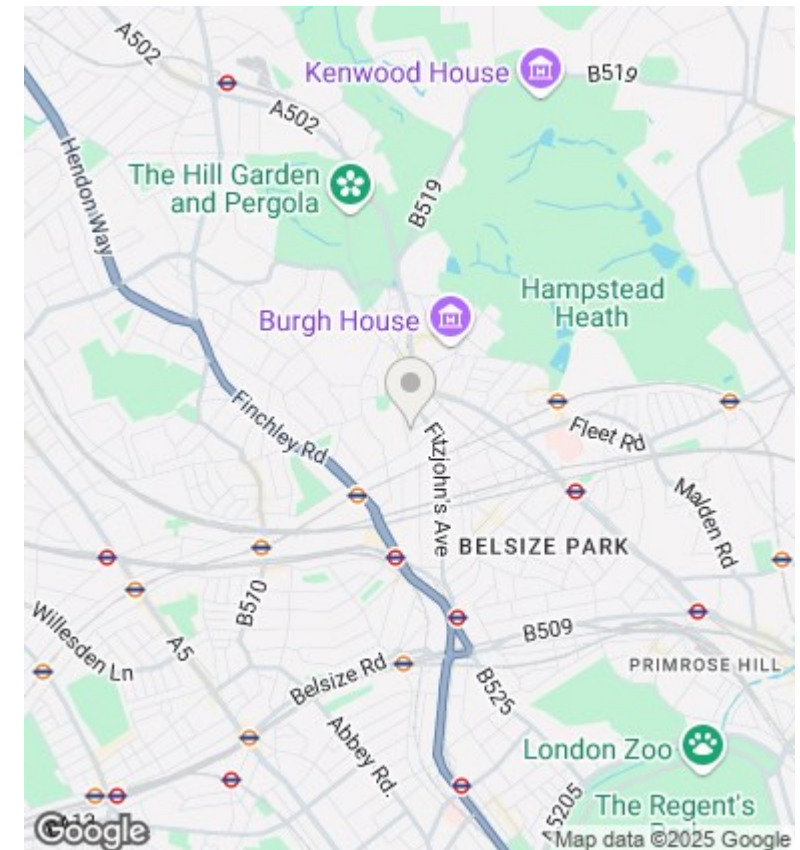 A502
Kenwood House
B519
A502
Hendon Way
The Hill Garden
and Pergola
B519
Hampstead
Heath
Burgh House
Finchley Rd
Fitzjohn's Ave
Fleet Rd
Malden Rd
BELSIZE PARK
B510
Willesden Ln
A5
B509
PRIMROSE HILL
Belsize Rd
B525
Abbey Rd.
London Zoo
A5205
The Regent's
Google
Map data ©2025 Google